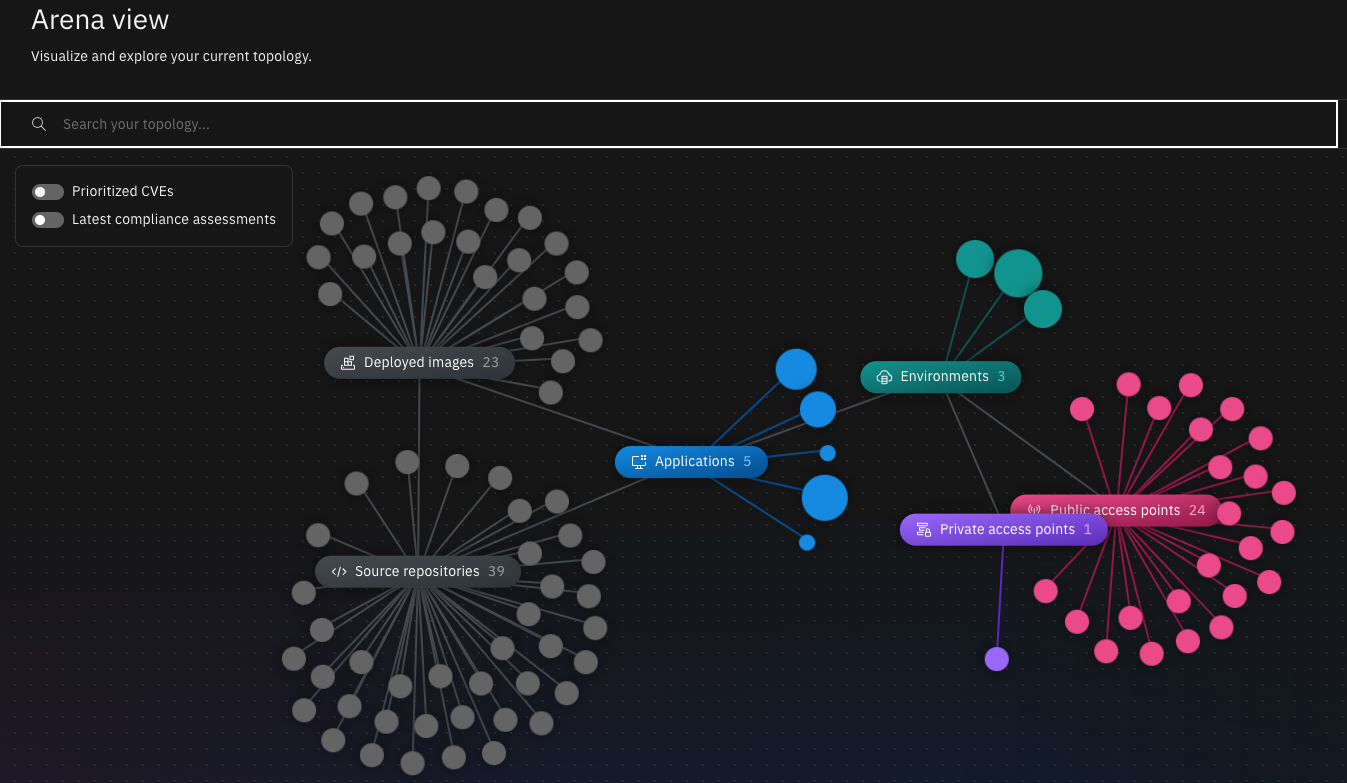 Arena view
Visualize and explore your current topology.
Search your topology...
Prioritized CVEs
Latest compliance assessments
Deployed images 23
Environments 3
Applications 5
Public access points 24
Private access points 1
Source repositories 39